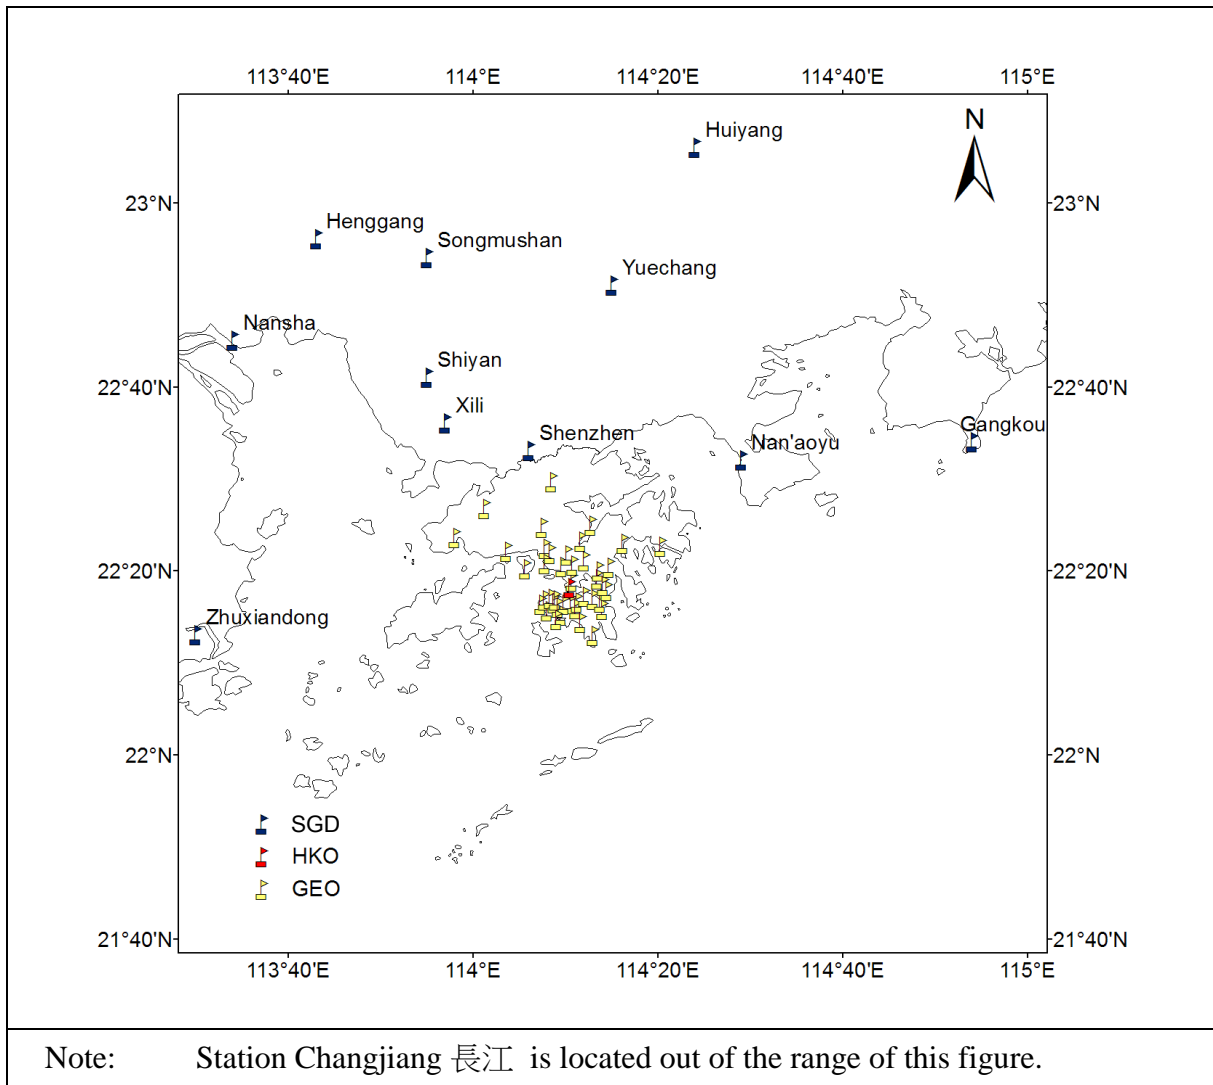 113°40'E 114°E 114°20'E 114°40'E 115°E
N
Huiyang
23°N 23°N
Henggang
Songmushan
Yuechang
Nansha
Shiyan
22°40'N 22°40'N
Xili
Gangkou
Shenzhen
Nan'aoyu
22°20'N 22°20'N
Zhuxiandong
22°N 22°N
SGD
HKO
GEO
21°40'N 21°40'N
113°40'E 114°E 114°20'E 114°40'E 115°E
Note: Station Changjiang 長江 is located out of the range of this figure.